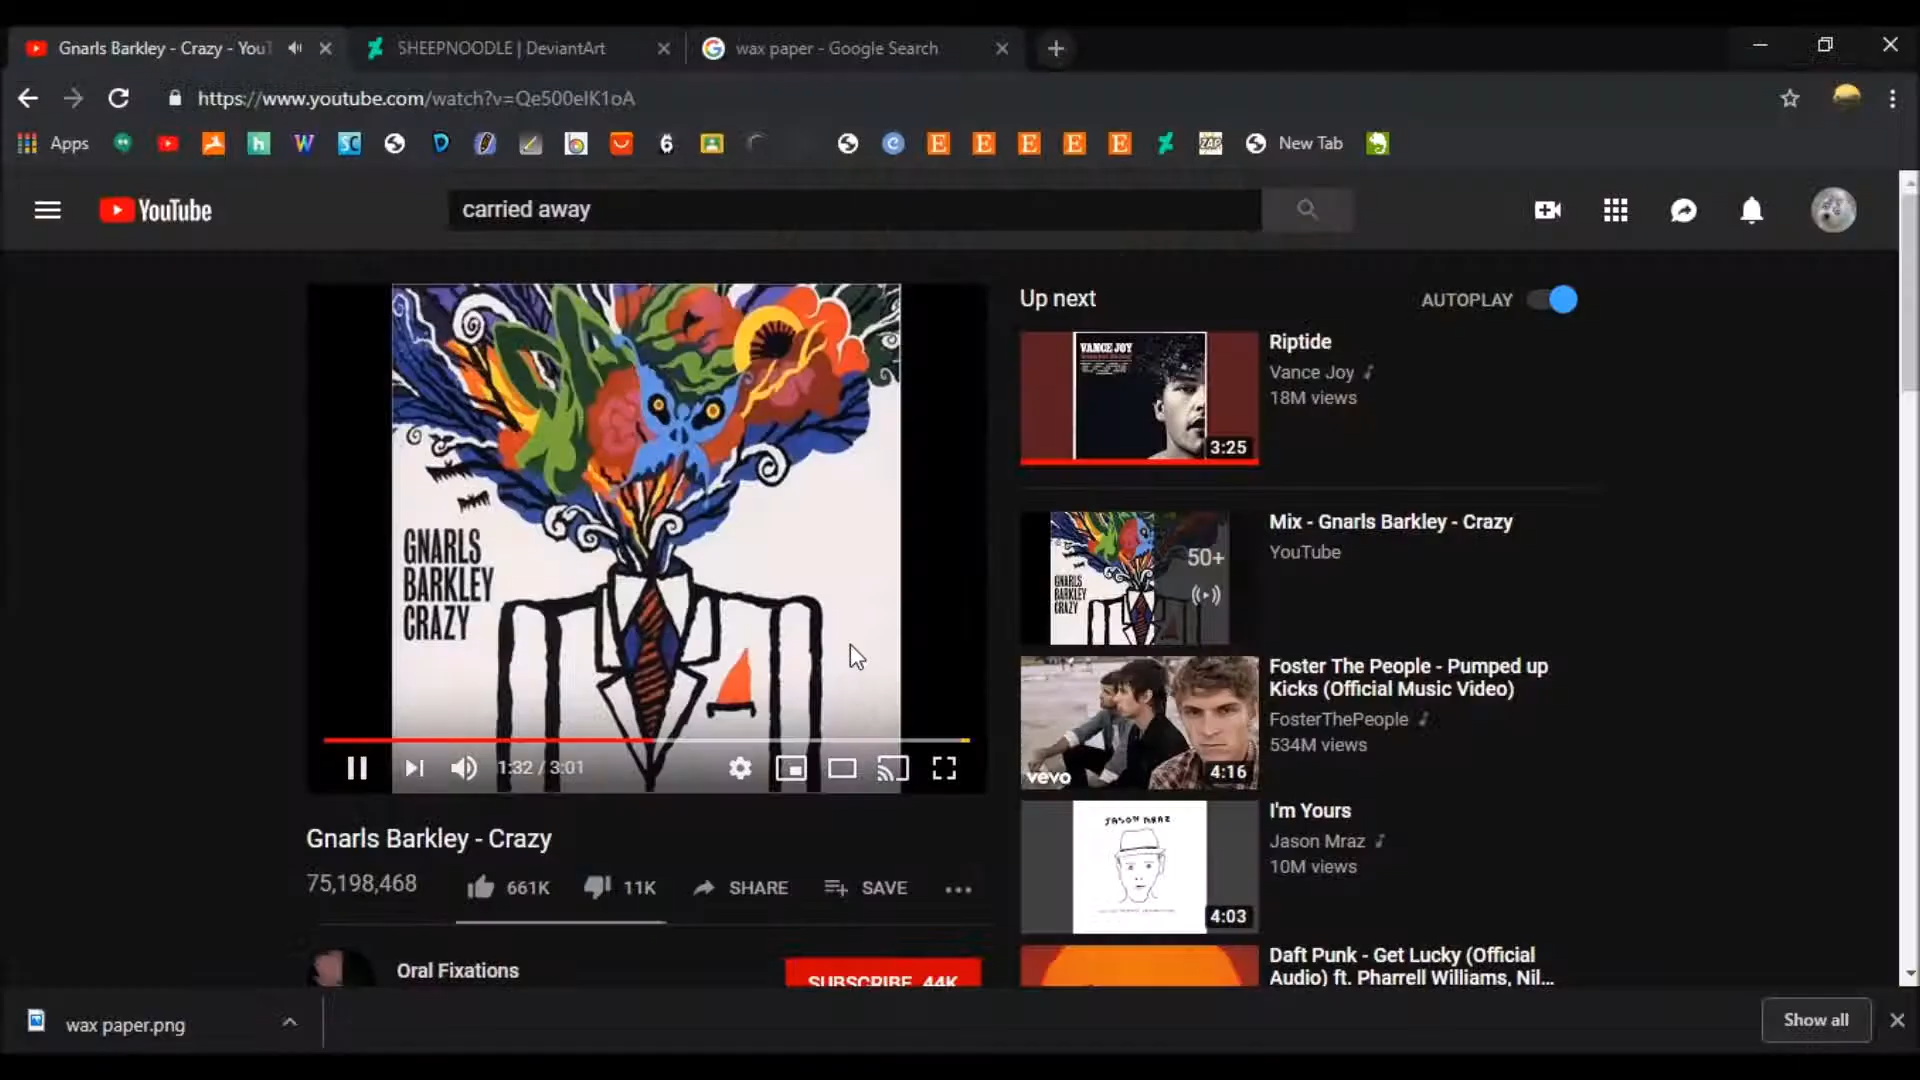 Gnarls Barkley - Crazy - YouT
SHEEPNOODLE | DeviantArt
wax paper - Google Search
https://www.youtube.com/watch?v=Qe500eIK1oA
Apps
New Tab
YouTube
carried away
GNARLS
BARKLEY
CRAZY
1:32 / 3:01
Gnarls Barkley - Crazy
75,198,468
661K
11K
SHARE
SAVE
Oral Fixations
SUBSCRIBE 44K
Up next
AUTOPLAY
VANCE JOY
3:25
Riptide
Vance Joy
18M views
GNARLS
BARKLEY
CRAZY
50+
Mix - Gnarls Barkley - Crazy
YouTube
vevo
4:16
Foster The People - Pumped up
Kicks (Official Music Video)
FosterThePeople
534M views
JASON MRAZ
4:03
I'm Yours
Jason Mraz
10M views
Daft Punk - Get Lucky (Official
Audio) ft. Pharrell Williams, Nil...
wax paper.png
Show all